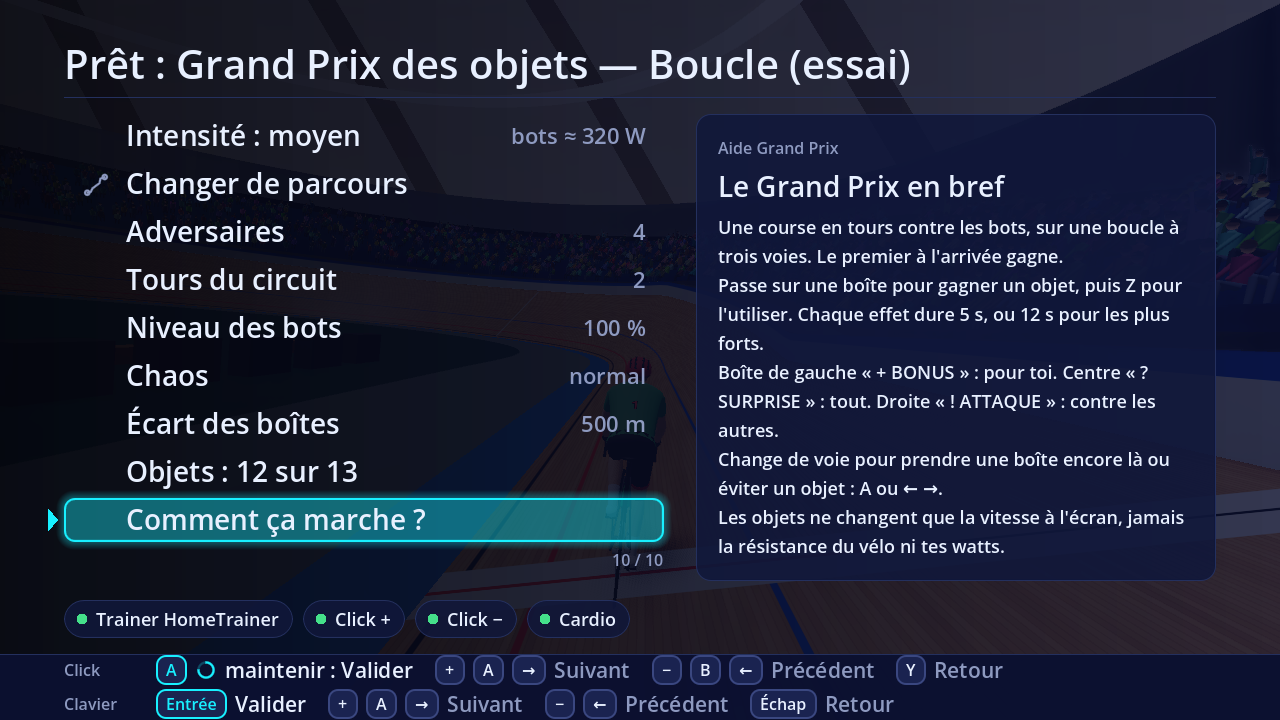 Prêt : Grand Prix des objets — Boucle (essai)
Intensité : moyen bots ≈ 320 W
Changer de parcours
Adversaires 4
Tours du circuit 2
Niveau des bots 100 %
Chaos normal
Écart des boîtes 500 m
Objets : 12 sur 13
Comment ça marche ?
10 / 10
Aide Grand Prix
Le Grand Prix en bref
Une course en tours contre les bots, sur une boucle à
trois voies. Le premier à l'arrivée gagne.
Passe sur une boîte pour gagner un objet, puis Z pour
l'utiliser. Chaque effet dure 5 s, ou 12 s pour les plus
forts.
Boîte de gauche « + BONUS » : pour toi. Centre « ?
SURPRISE » : tout. Droite « ! ATTAQUE » : contre les
autres.
Change de voie pour prendre une boîte encore là ou
éviter un objet : A ou ← →.
Les objets ne changent que la vitesse à l'écran, jamais
la résistance du vélo ni tes watts.
Trainer HomeTrainer Click + Click − Cardio
Click A maintenir : Valider + A → Suivant − B ← Précédent Y Retour
Clavier Entrée Valider + A → Suivant − ← Précédent Échap Retour